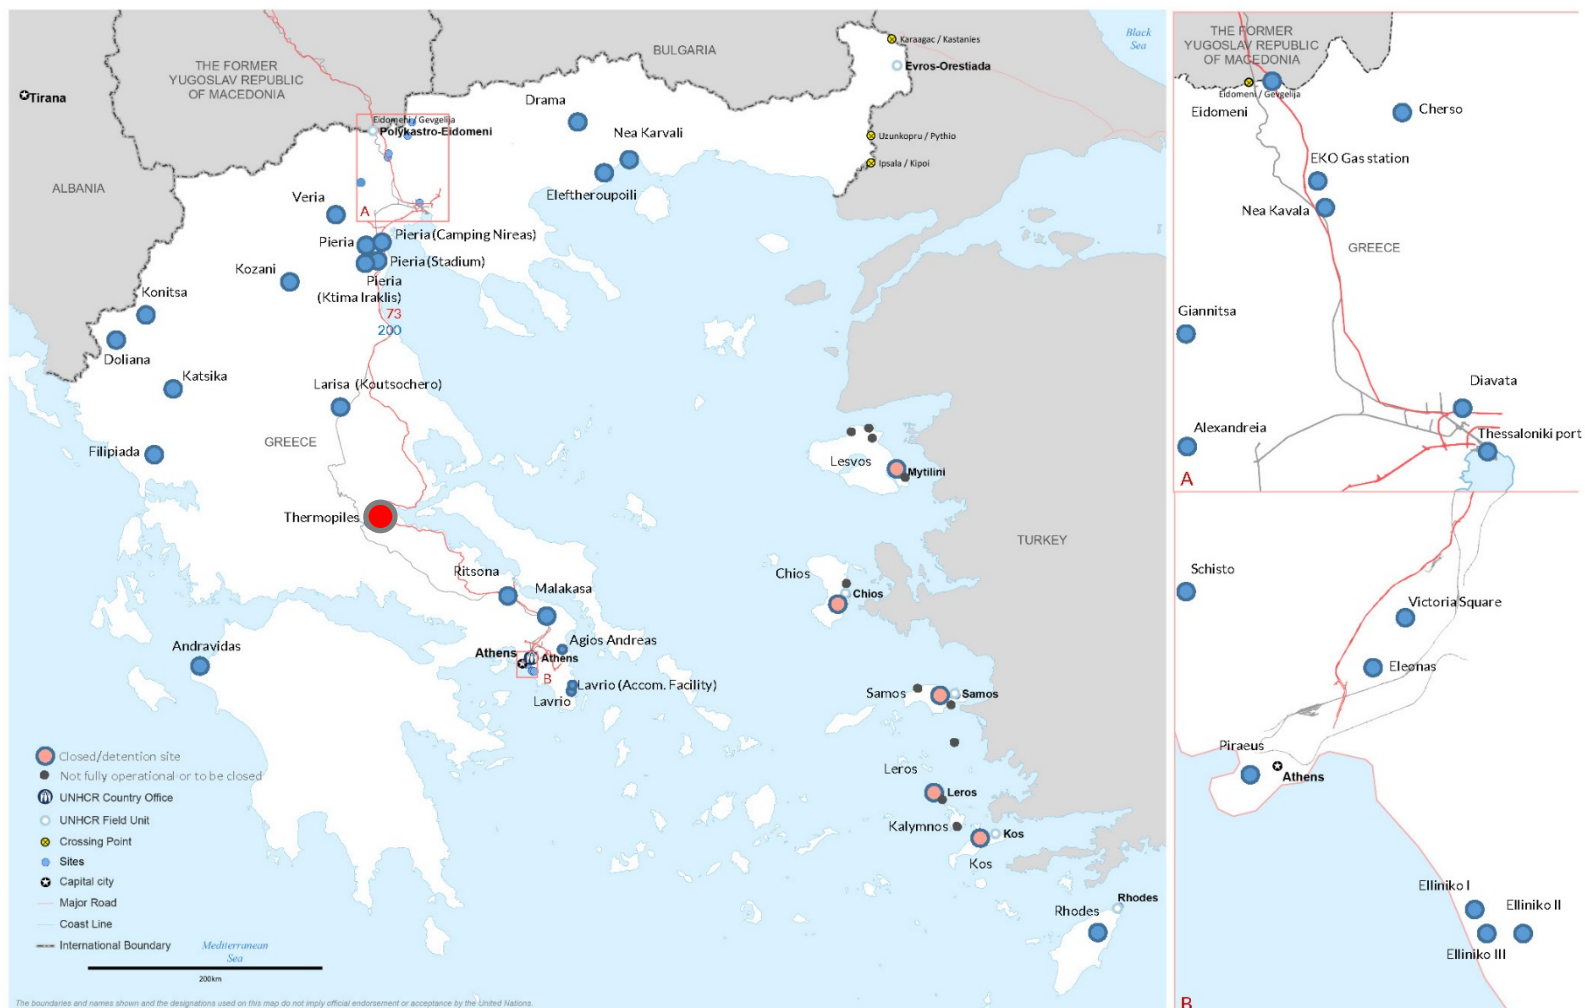 Karaagac / Kastanies
Black
Sea
BULGARIA
THE FORMER
YUGOSLAV REPUBLIC
OF MACEDONIA
Evros-Orestiada
Tirana
Drama
Eidomeni / Gevgelija
Polykastro-Eidomeni
Nea Karvali
Uzunkopru / Pythio
Ipsala / Kipoi
ALBANIA
Eleftheroupoili
Veria
A
Pieria
Pieria (Camping Nireas)
Pieria (Stadium)
Kozani
Pieria
(Ktima Iraklis)
Konitsa
73
200
Doliana
Katsika
Larisa (Koutsochero)
GREECE
Filipiada
Lesvos
Mytilini
Thermopiles
TURKEY
Ritsona
Malakasa
Chios
Chios
Andravidas
Agios Andreas
Athens
Athens
B
Lavrio (Accom. Facility)
Lavrio
Samos
Samos
Leros
Leros
Kalymnos
Kos
Kos
Rhodes
Rhodes
Closed/detention site
Not fully operational or to be closed
UNHCR Country Office
UNHCR Field Unit
Crossing Point
Sites
Capital city
Major Road
Coast Line
International Boundary
Mediterranean
Sea
200km
The boundaries and names shown and the designations used on this map do not imply official endorsement or acceptance by the United Nations.
THE FORMER
YUGOSLAV REPUBLIC
OF MACEDONIA
Eidomeni / Gevgelija
Eidomeni
Cherso
EKO Gas station
Nea Kavala
GREECE
Giannitsa
Diavata
Alexandreia
Thessaloniki port
A
Schisto
Victoria Square
Eleonas
Piraeus
Athens
Elliniko I
Elliniko II
Elliniko III
B